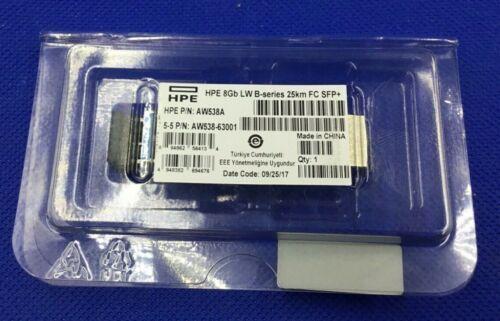 HPE
HPE 8Gb LW B-series 25km FC SFP+
HPE P/N: AW538A
5-5 P/N: AW538-63001
Made in CHINA
Türkiye Cumhuriyeti:
EEE Yönetmeliğine Uygundur
Qty: 1
Date Code: 09/25/17